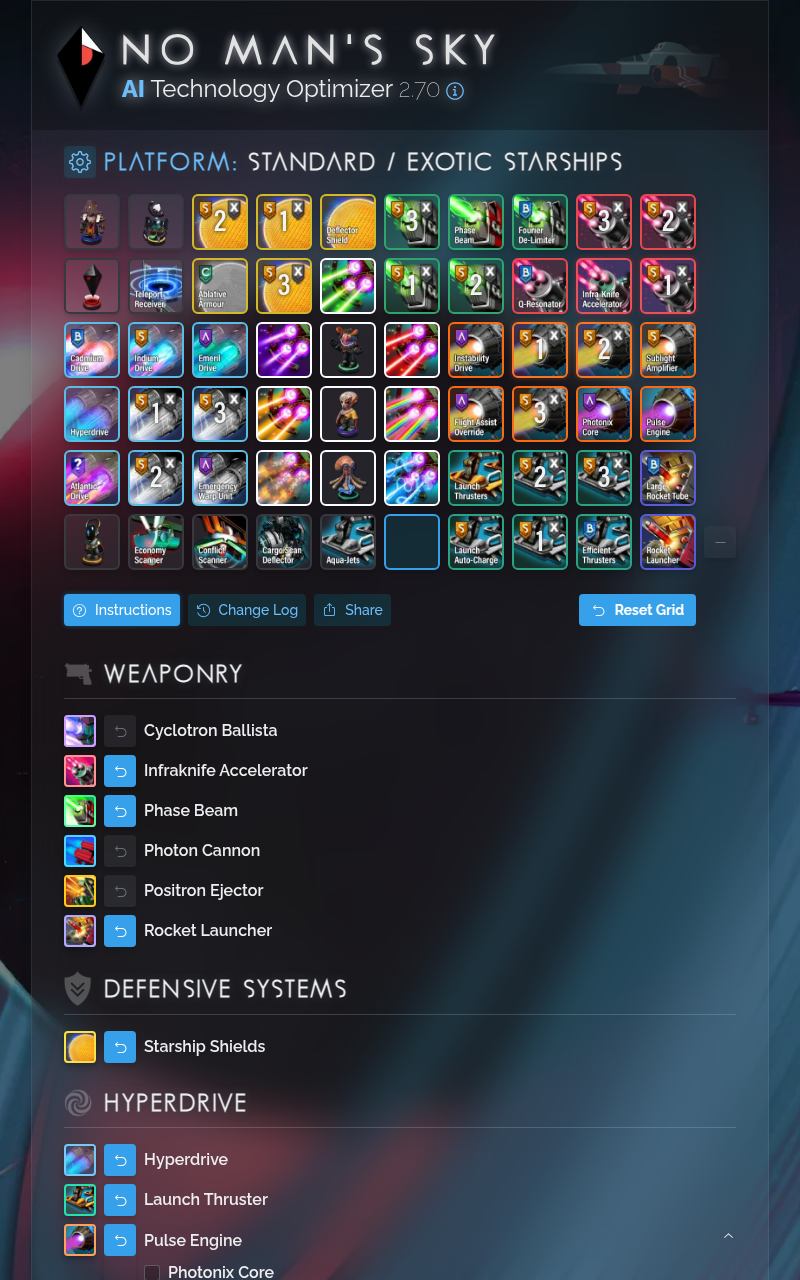 NO MAN'S SKY
AI Technology Optimizer 2.70
PLATFORM: STANDARD / EXOTIC STARSHIPS
S X 2
S X 1
Deflector Shield
S X 3
Phase Beam
B Fourier De-Limiter
S X 3
S X 2
Teleport Receiver
C Ablative Armour
S X 3
S X 1
S X 2
B Q-Resonator
Infra Knife Accelerator
S X 1
B Cadmium Drive
S Indium Drive
A Emeril Drive
A Instability Drive
S X 1
S X 2
S Sublight Amplifier
Hyperdrive
S X 1
S X 3
A Flight Assist Override
S X 3
A Photonix Core
Pulse Engine
? Atlantid Drive
S X 2
A Emergency Warp Unit
Launch Thrusters
S X 2
S X 3
B Large Rocket Tube
Economy Scanner
Conflict Scanner
Cargo Scan Deflector
Aqua-Jets
S Launch Auto-Charge
S X 1
B Efficient Thrusters
Rocket Launcher
Instructions
Change Log
Share
Reset Grid
WEAPONRY
Cyclotron Ballista
Infraknife Accelerator
Phase Beam
Photon Cannon
Positron Ejector
Rocket Launcher
DEFENSIVE SYSTEMS
Starship Shields
HYPERDRIVE
Hyperdrive
Launch Thruster
Pulse Engine
Photonix Core